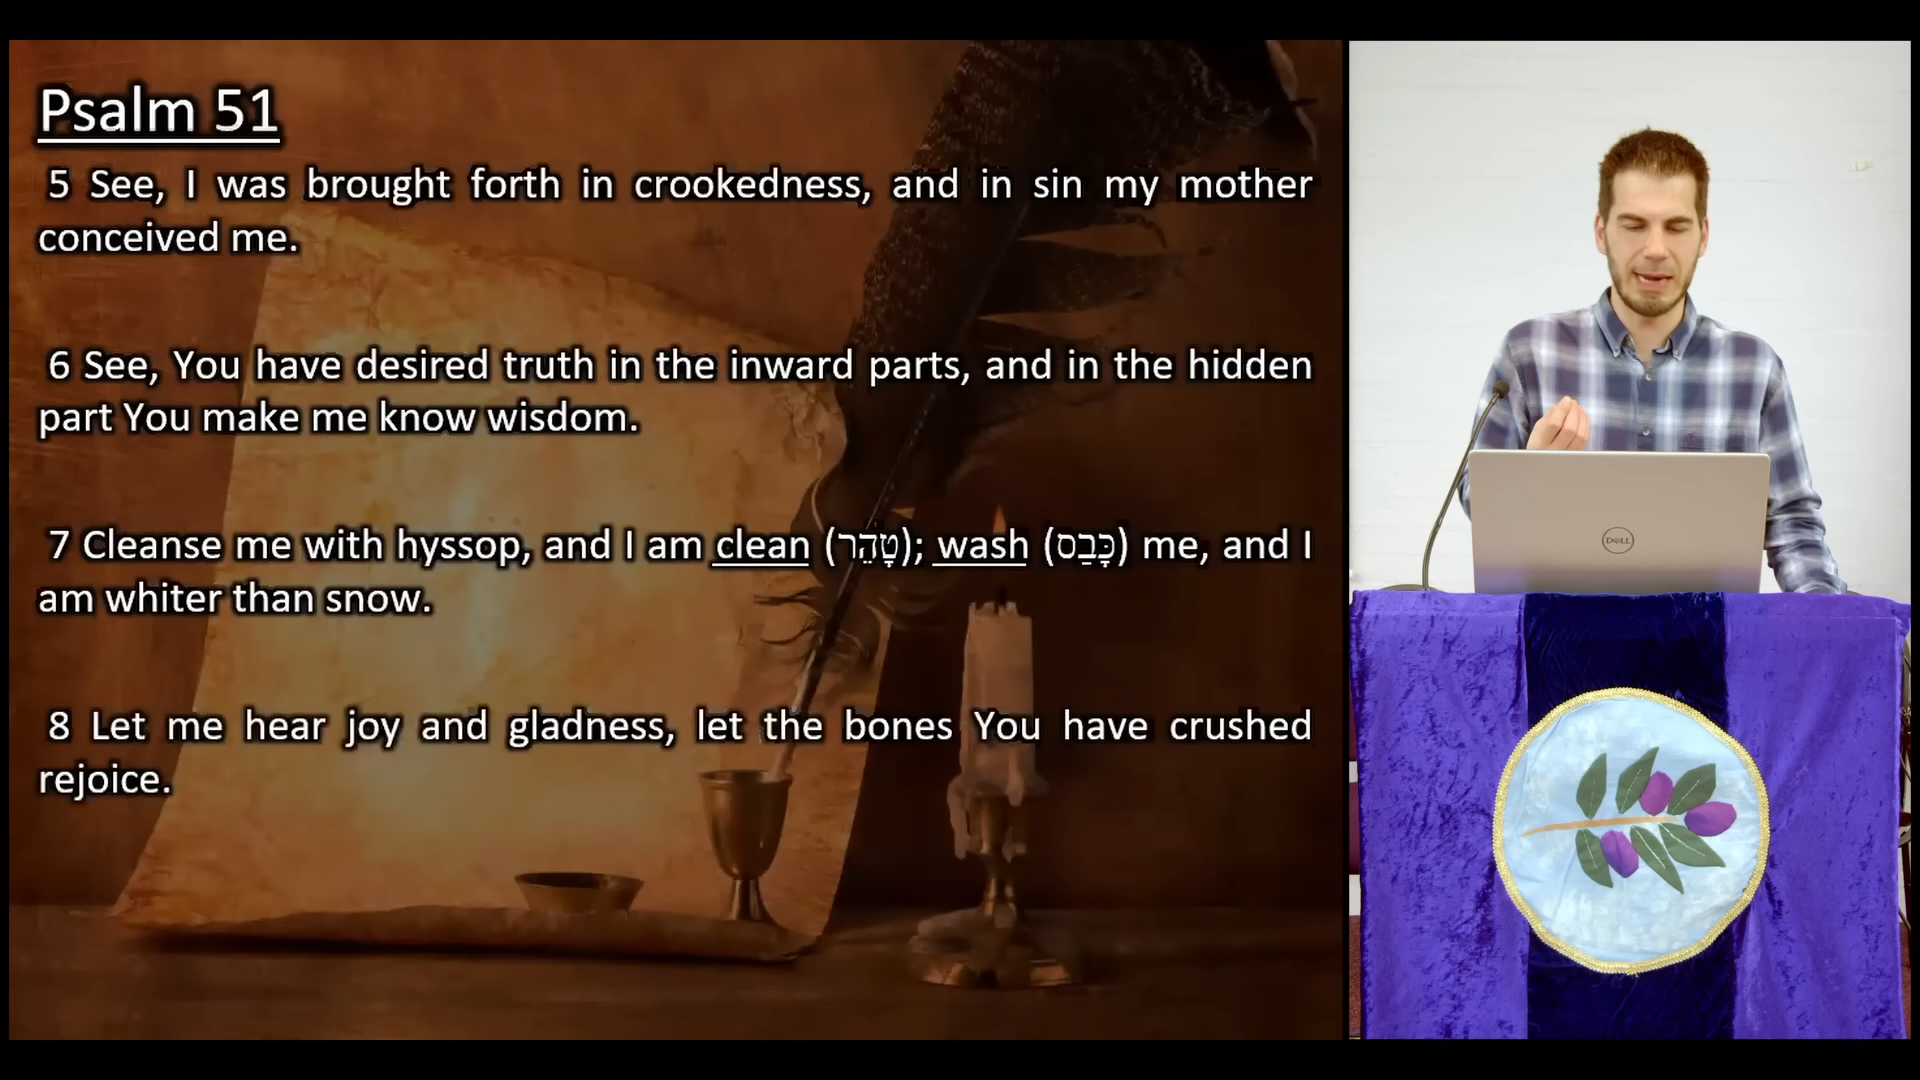 Psalm 51
5 See, I was brought forth in crookedness, and in sin my mother
conceived me.
6 See, You have desired truth in the inward parts, and in the hidden
part You make me know wisdom.
7 Cleanse me with hyssop, and I am clean (טָהֵר); wash (כָּבַס) me, and I
am whiter than snow.
8 Let me hear joy and gladness, let the bones You have crushed
rejoice.
DELL